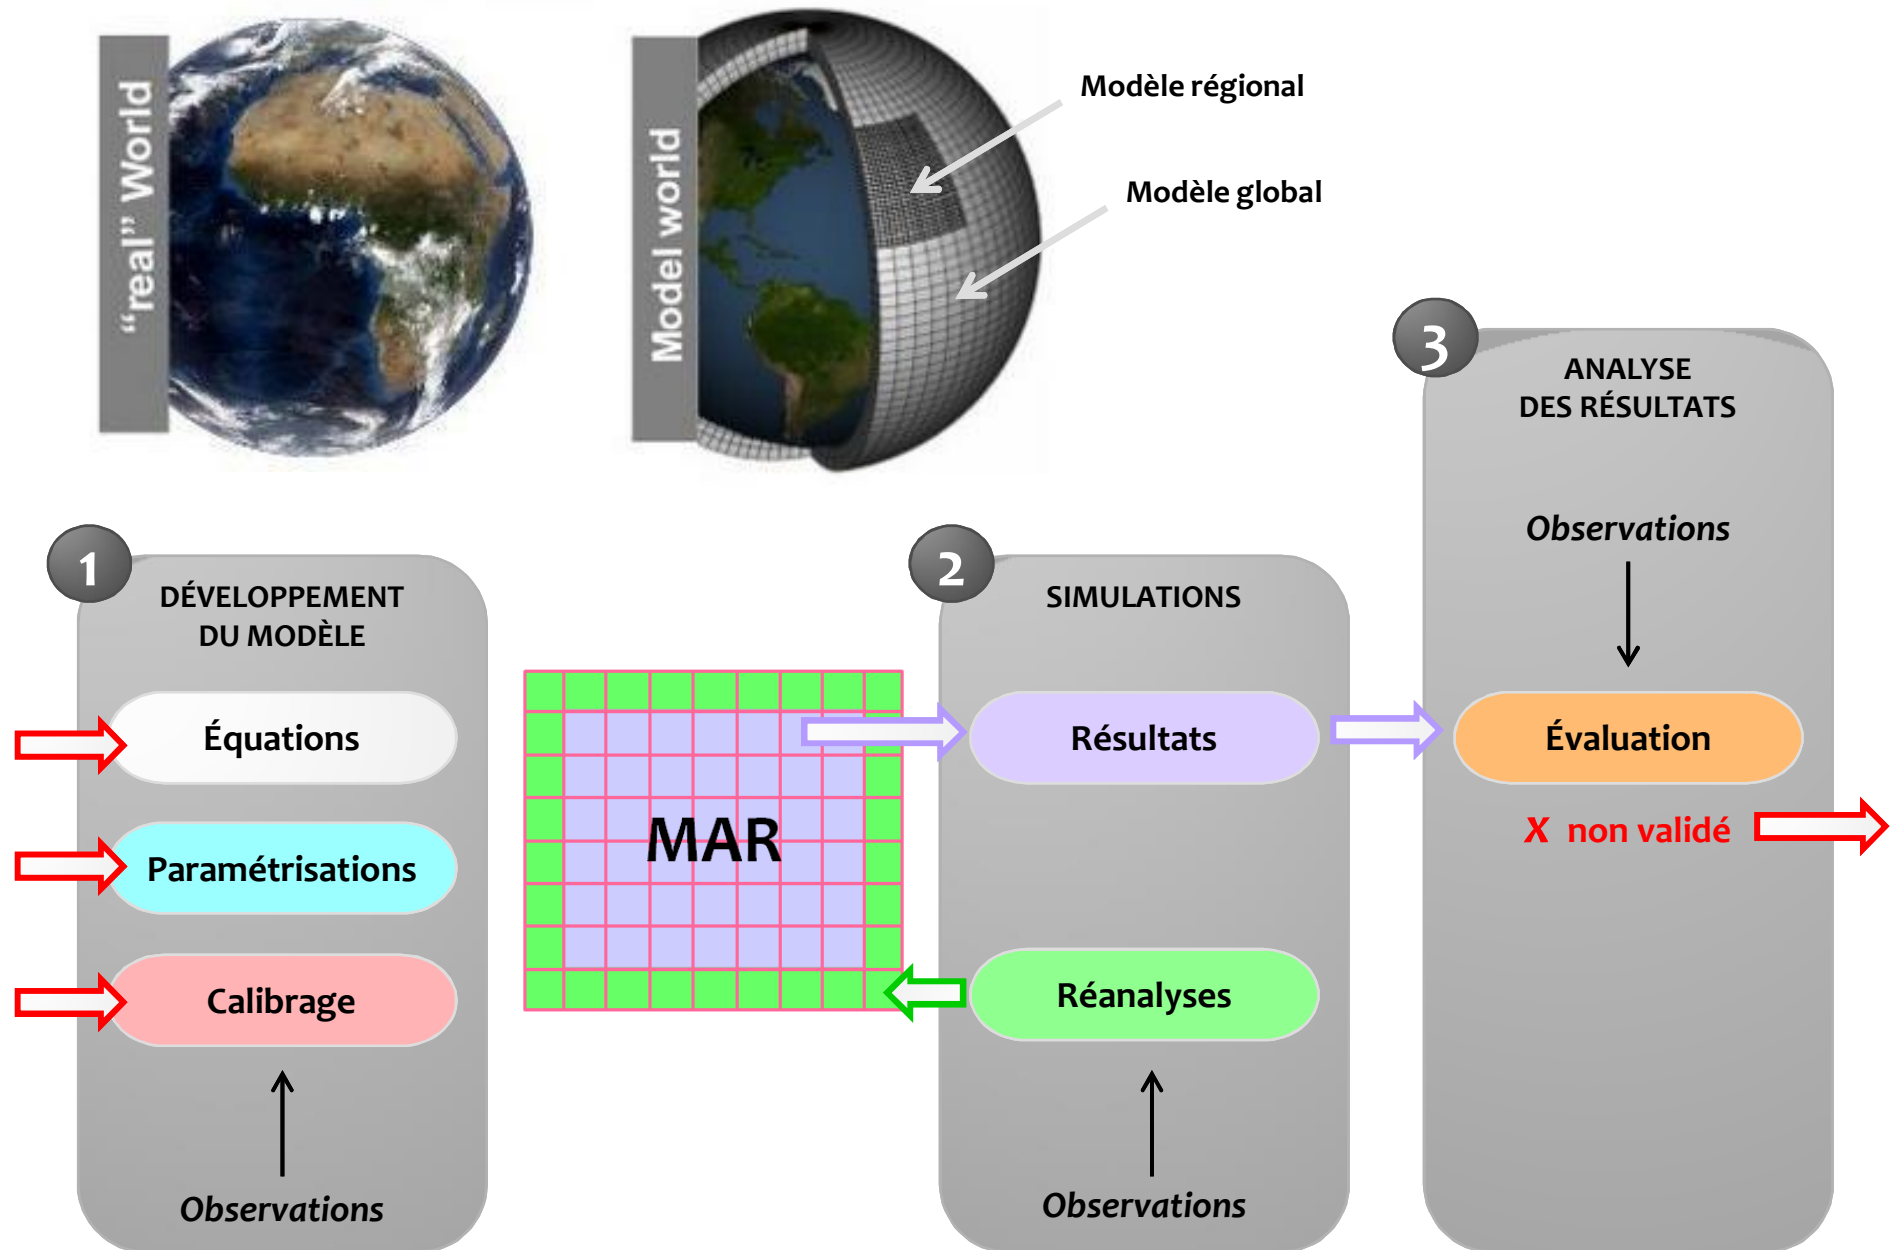 “real” World
Model world
Modèle régional
Modèle global
1
DÉVELOPPEMENT
DU MODÈLE
Équations
Paramétrisations
Calibrage
Observations
MAR
2
SIMULATIONS
Résultats
Réanalyses
Observations
3
ANALYSE
DES RÉSULTATS
Observations
Évaluation
x non validé